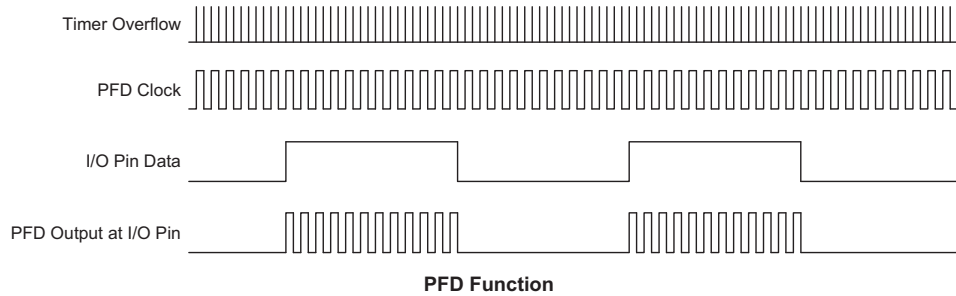 Timer Overflow
PFD Clock
I/O Pin Data
PFD Output at I/O Pin
PFD Function